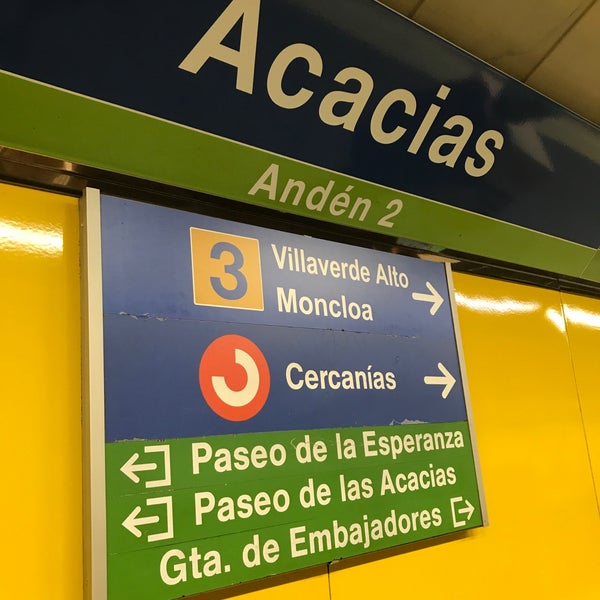 Acacias
Andén 2
3 Villaverde Alto
Moncloa
Cercanías
Paseo de la Esperanza
Paseo de las Acacias
Gta. de Embajadores